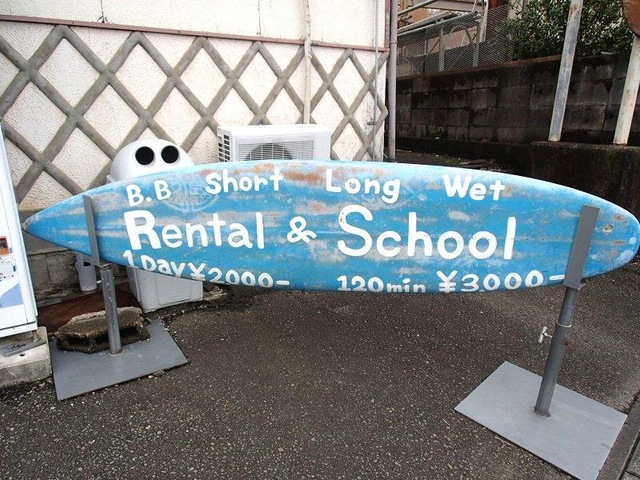 B.B Short Long Wet
Rental & School
1 Day ¥2000- 120min ¥3000-